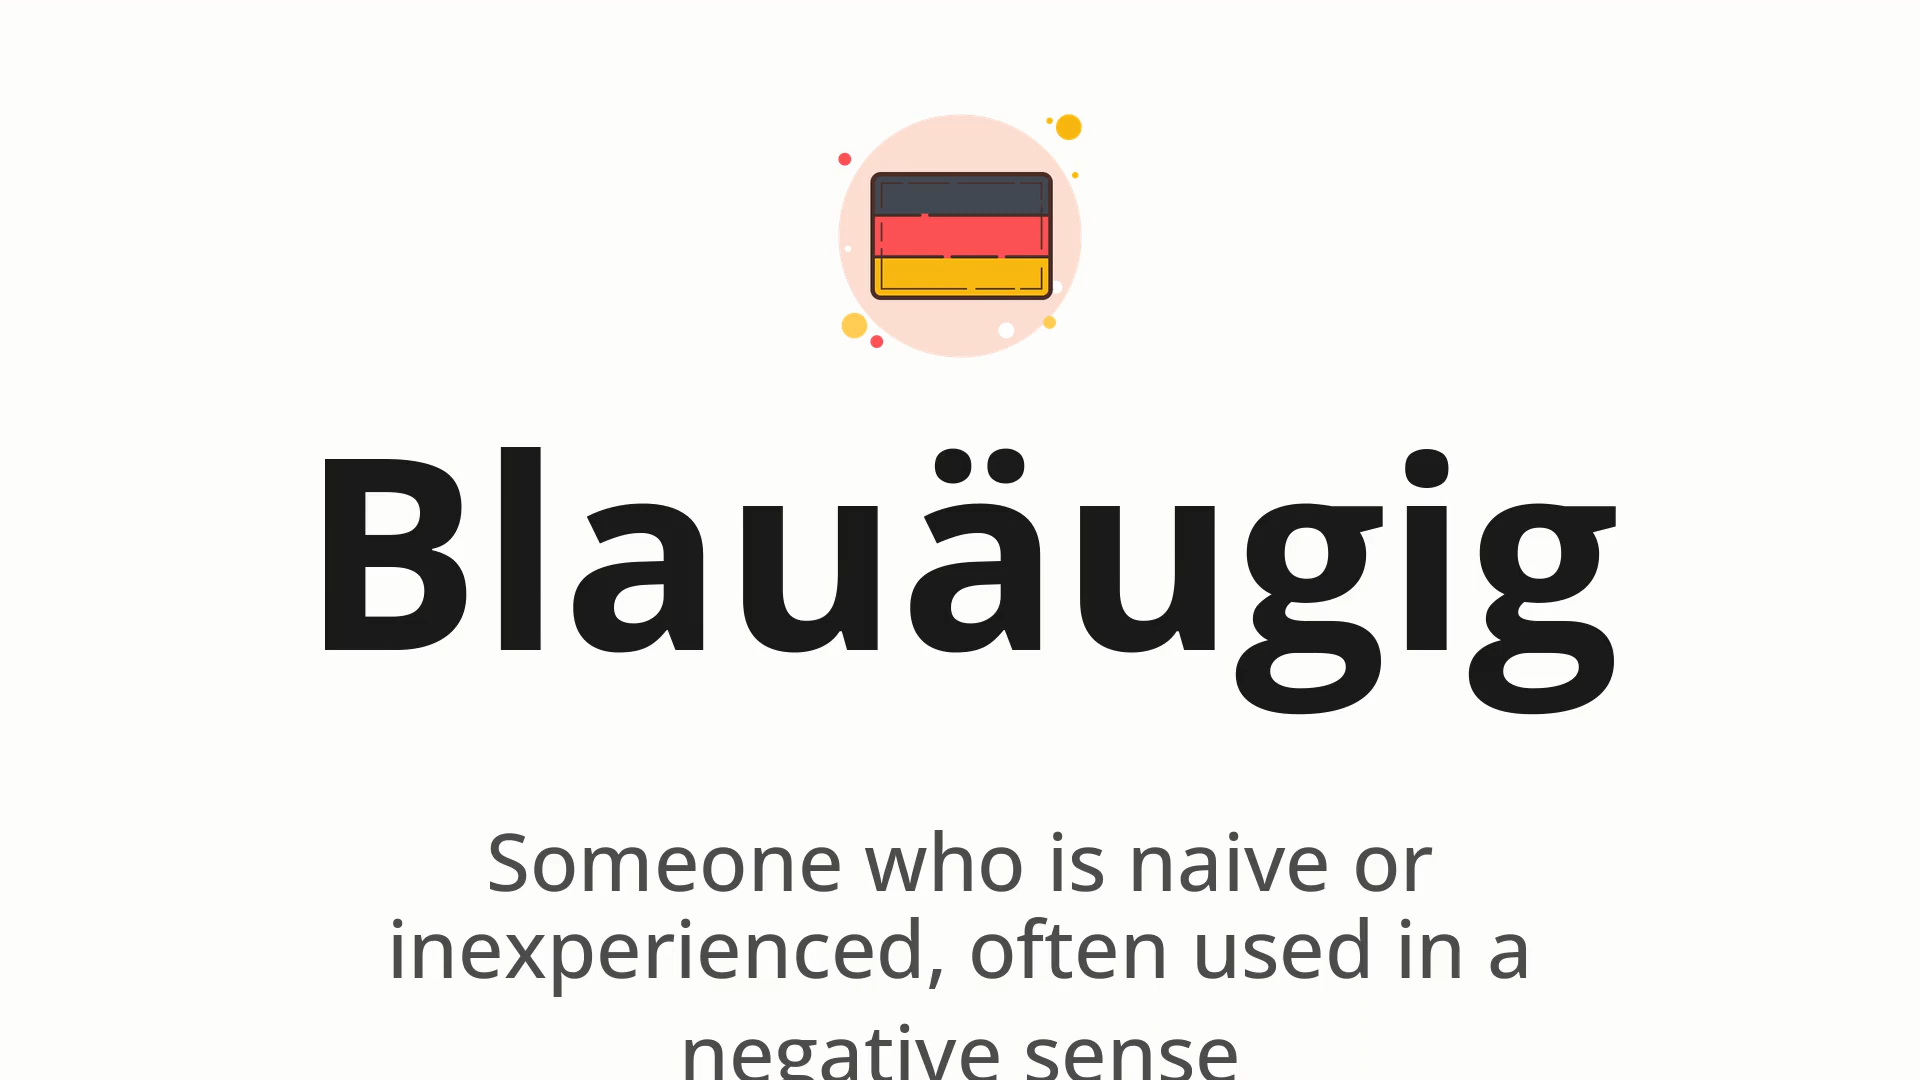 Blauäugig
Someone who is naive or
inexperienced, often used in a
negative sense